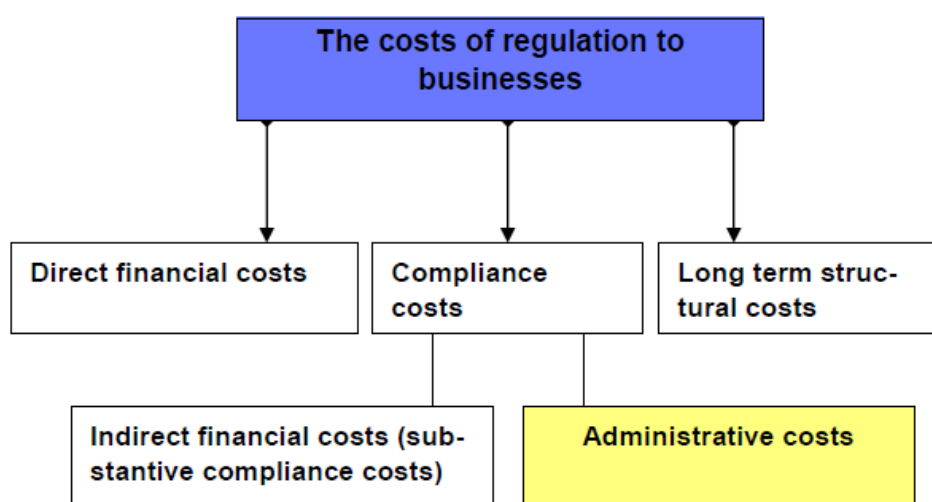 The costs of regulation to
businesses
Direct financial costs
Compliance
costs
Long term struc-
tural costs
Indirect financial costs (sub-
stantive compliance costs)
Administrative costs